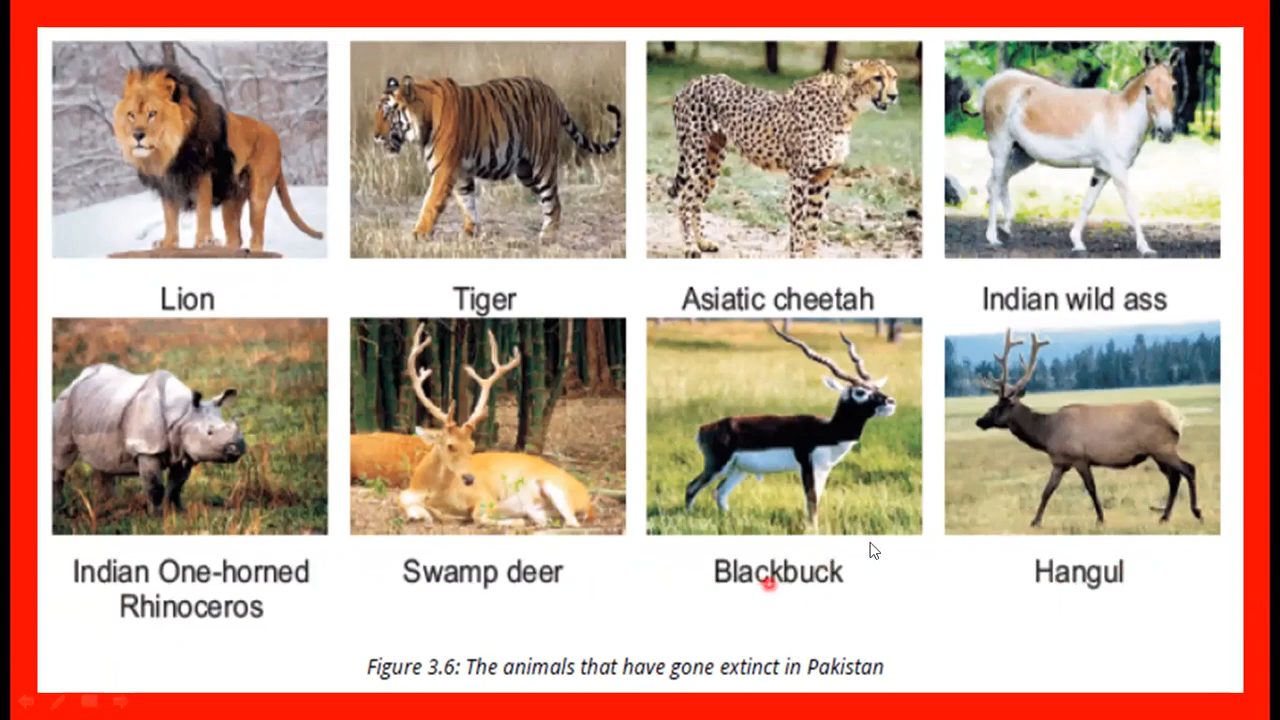 Lion
Tiger
Asiatic cheetah
Indian wild ass
Indian One-horned
Rhinoceros
Swamp deer
Blackbuck
Hangul
Figure 3.6: The animals that have gone extinct in Pakistan